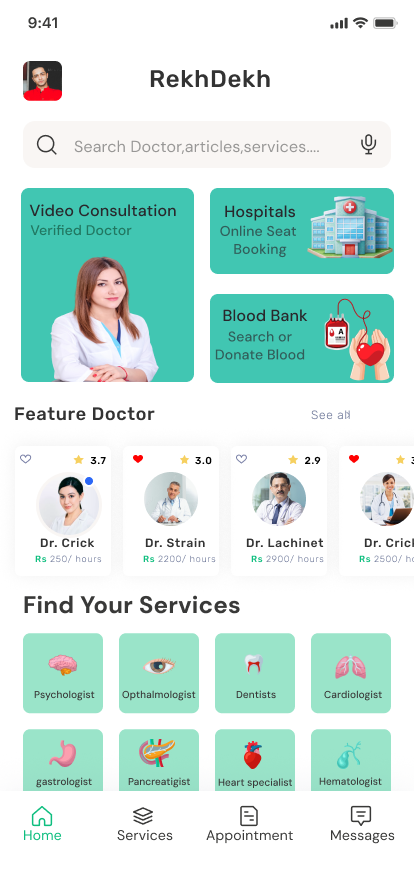 9:41
RekhDekh
Search Doctor,articles,services....
Video Consultation
Verified Doctor
Hospitals
Online Seat
Booking
Blood Bank
Search or
Donate Blood
A
Feature Doctor
See all
3.7
3.0
2.9
Dr. Crick
Dr. Strain
Dr. Lachinet
Dr. Crick
Rs 250/ hours
Rs 2200/ hours
Rs 2900/ hours
Rs 2500/
Find Your Services
Psychologist
Opthalmologist
Dentists
Cardiologist
gastrologist
Pancreatigist
Heart specialist
Hematologist
Home
Services
Appointment
Messages